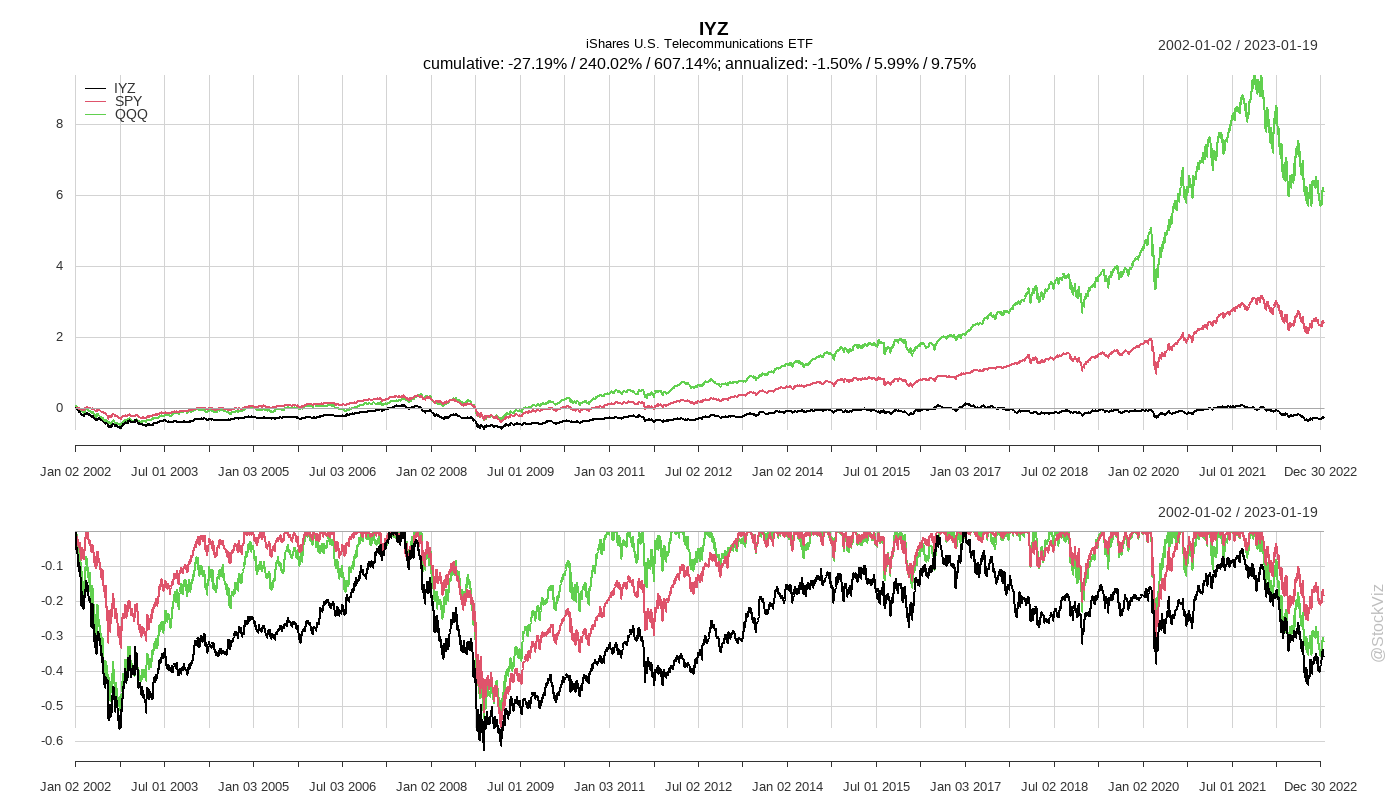 IYZ
iShares U.S. Telecommunications ETF
2002-01-02 / 2023-01-19
cumulative: -27.19% / 240.02% / 607.14%; annualized: -1.50% / 5.99% / 9.75%
IYZ
SPY
QQQ
8
6
4
2
0
Jan 02 2002 Jul 01 2003 Jan 03 2005 Jul 03 2006 Jan 02 2008 Jul 01 2009 Jan 03 2011 Jul 02 2012 Jan 02 2014 Jul 01 2015 Jan 03 2017 Jul 02 2018 Jan 02 2020 Jul 01 2021 Dec 30 2022
2002-01-02 / 2023-01-19
-0.1
-0.2
-0.3
-0.4
-0.5
-0.6
Jan 02 2002 Jul 01 2003 Jan 03 2005 Jul 03 2006 Jan 02 2008 Jul 01 2009 Jan 03 2011 Jul 02 2012 Jan 02 2014 Jul 01 2015 Jan 03 2017 Jul 02 2018 Jan 02 2020 Jul 01 2021 Dec 30 2022
@StockViz